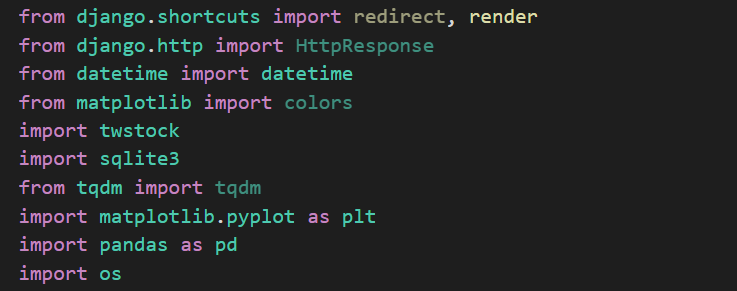 from django.shortcuts import redirect, render
from django.http import HttpResponse
from datetime import datetime
from matplotlib import colors
import twstock
import sqlite3
from tqdm import tqdm
import matplotlib.pyplot as plt
import pandas as pd
import os